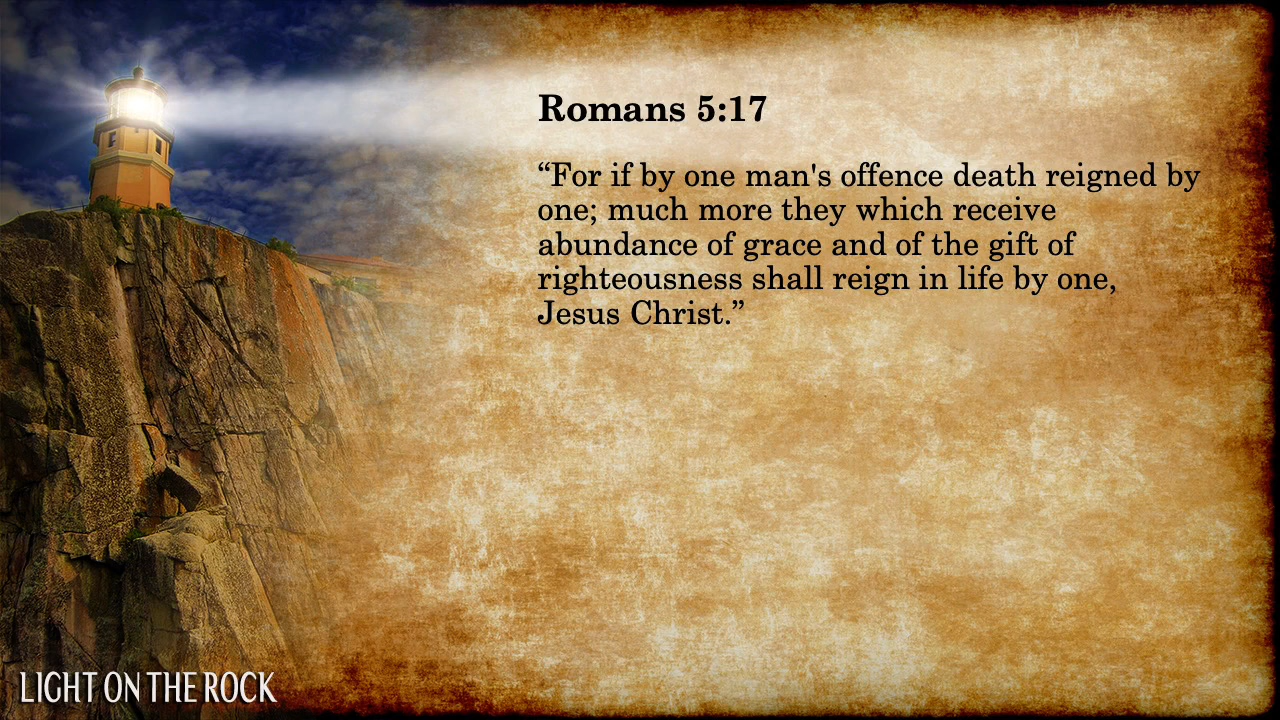 Romans 5:17
“For if by one man's offence death reigned by
one; much more they which receive
abundance of grace and of the gift of
righteousness shall reign in life by one,
Jesus Christ.”
LIGHT ON THE ROCK